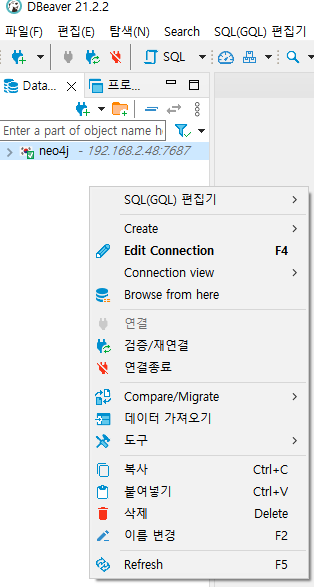 DBeaver 21.2.2
파일(F) 편집(E) 탐색(N) Search SQL(GQL) 편집기
SQL
Data... 프로...
Enter a part of object name he
neo4j - 192.168.2.48:7687
SQL(GQL) 편집기
Create
Edit Connection F4
Connection view
Browse from here
연결
검증/재연결
연결종료
Compare/Migrate
데이터 가져오기
도구
복사 Ctrl+C
붙여넣기 Ctrl+V
삭제 Delete
이름 변경 F2
Refresh F5